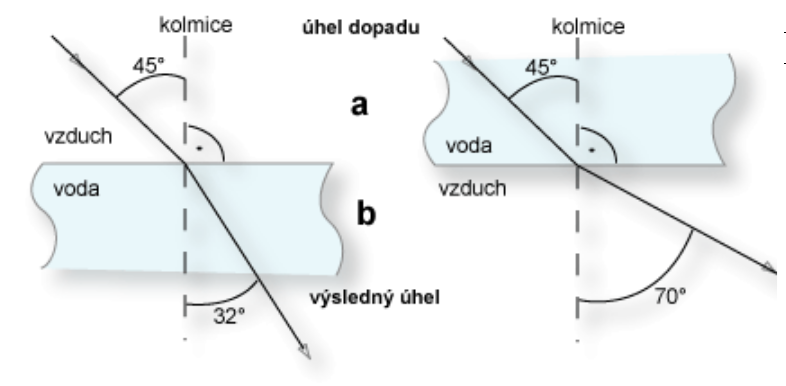 kolmice
úhel dopadu
kolmice
45°
45°
a
vzduch
voda
voda
vzduch
b
výsledný úhel
32°
70°